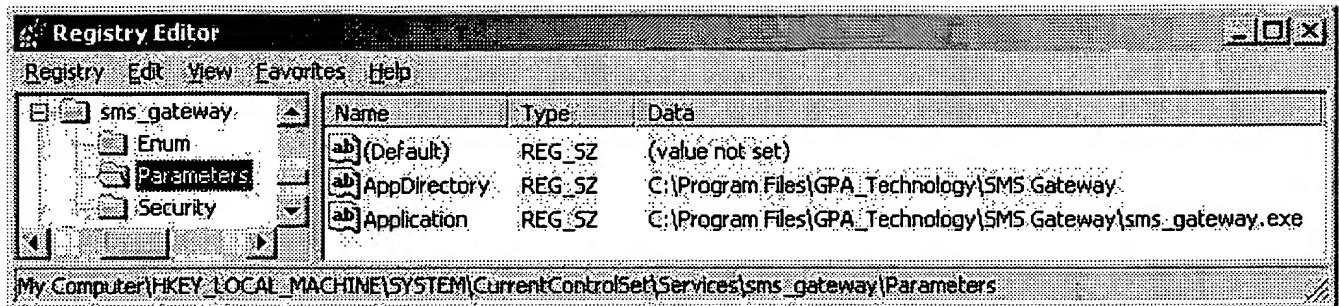 Registry Editor
Registry Edit View Favorites Help
sms_gateway
Enum
Parameters
Security
Name Type Data
(Default) REG_SZ (value not set)
AppDirectory REG_SZ C:\Program Files\GPA_Technology\SMS Gateway
Application REG_SZ C:\Program Files\GPA_Technology\SMS Gateway\sms_gateway.exe
My Computer\HKEY_LOCAL_MACHINE\SYSTEM\CurrentControlSet\Services\sms_gateway\Parameters